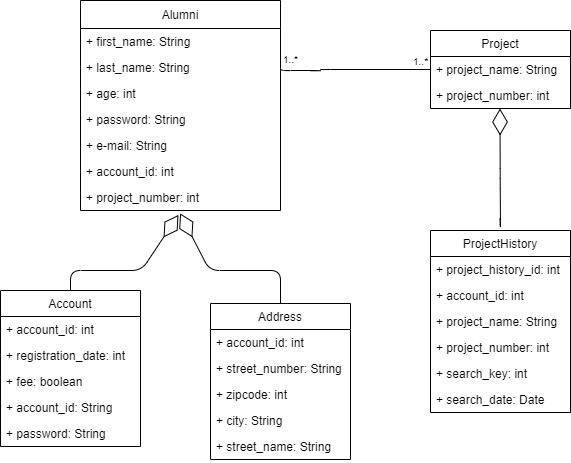 Alumni
+ first_name: String
+ last_name: String
+ age: int
+ password: String
+ e-mail: String
+ account_id: int
+ project_number: int
1..*
1..*
Project
+ project_name: String
+ project_number: int
Account
+ account_id: int
+ registration_date: int
+ fee: boolean
+ account_id: String
+ password: String
Address
+ account_id: int
+ street_number: String
+ zipcode: int
+ city: String
+ street_name: String
ProjectHistory
+ project_history_id: int
+ account_id: int
+ project_name: String
+ project_number: int
+ search_key: int
+ search_date: Date